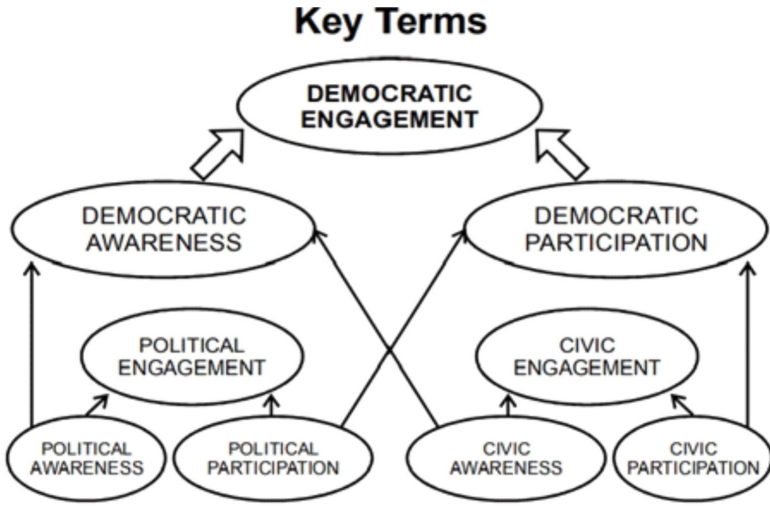 Key Terms
DEMOCRATIC
ENGAGEMENT
DEMOCRATIC
AWARENESS
DEMOCRATIC
PARTICIPATION
POLITICAL
ENGAGEMENT
CIVIC
ENGAGEMENT
POLITICAL
AWARENESS
POLITICAL
PARTICIPATION
CIVIC
AWARENESS
CIVIC
PARTICIPATION